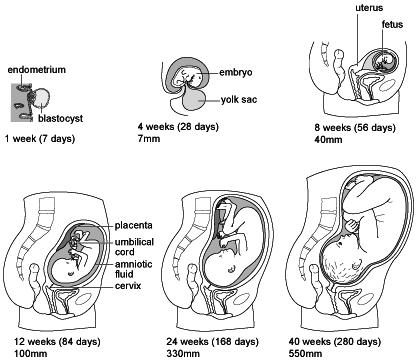 endometrium
blastocyst
1 week (7 days)
embryo
yolk sac
4 weeks (28 days)
7mm
uterus
fetus
8 weeks (56 days)
40mm
placenta
umbilical
cord
amniotic
fluid
cervix
12 weeks (84 days)
100mm
24 weeks (168 days)
330mm
40 weeks (280 days)
550mm